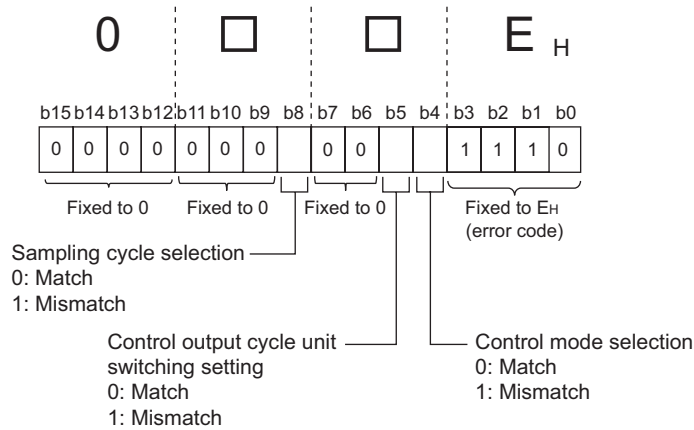 0 □ □ E H
b15 b14 b13 b12 b11 b10 b9 b8 b7 b6 b5 b4 b3 b2 b1 b0
0 0 0 0 0 0 0 0 0 1 1 1 0
Fixed to 0 Fixed to 0 Fixed to 0 Fixed to EH
(error code)
Sampling cycle selection
0: Match
1: Mismatch
Control output cycle unit
switching setting
0: Match
1: Mismatch
Control mode selection
0: Match
1: Mismatch